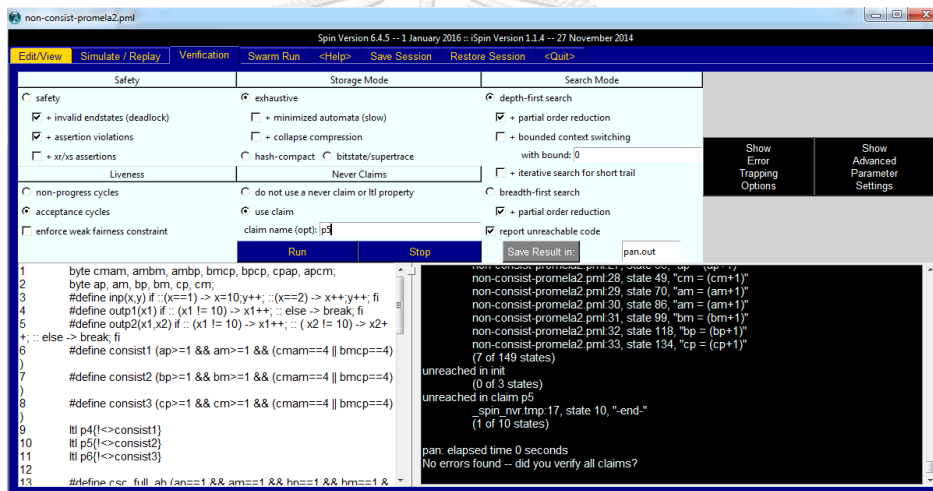 non-consist-promela2.pml
Spin Version 6.4.5 -- 1 January 2016 :: iSpin Version 1.1.4 -- 27 November 2014
Edit/View Simulate / Replay Verification Swarm Run <Help> Save Session Restore Session <Quit>
Safety Storage Mode Search Mode
safety exhaustive depth-first search
+ invalid endstates (deadlock) + minimized automata (slow) + partial order reduction
+ assertion violations + collapse compression + bounded context switching
+ xr/xs assertions hash-compact bitstate/supertrace with bound: 0
Liveness Never Claims + iterative search for short trail
non-progress cycles do not use a never claim or ltl property breadth-first search
acceptance cycles use claim + partial order reduction
enforce weak fairness constraint claim name (opt): p5 report unreachable code
Run Stop Save Result in: pan.out
Show
Error
Trapping
Options
Show
Advanced
Parameter
Settings
1 byte cmam, ambm, ambp, bmcp, bpcp, cpap, apcm;
2 byte ap, am, bp, bm, cp, cm;
3 #define inp(x,y) if ::(x==1) -> x=10;y++; ::(x==2) -> x++;y++; fi
4 #define outp1(x1) if :: (x1 != 10) -> x1++; :: else -> break; fi
5 #define outp2(x1,x2) if :: (x1 != 10) -> x1++; :: ( x2 != 10) -> x2+
+; :: else -> break; fi
6 #define consist1 (ap>=1 && am>=1 && (cmam==4 || bmcp==4)
)
7 #define consist2 (bp>=1 && bm>=1 && (cmam==4 || bmcp==4)
)
8 #define consist3 (cp>=1 && cm>=1 && (cmam==4 || bmcp==4)
)
9 ltl p4{!<>consist1}
10 ltl p5{!<>consist2}
11 ltl p6{!<>consist3}
12
13 #define csc_full_ab (ap==1 && am==1 && bp==1 && bm==1 &
non-consist-promela2.pml:28, state 49, "cm = (cm+1)"
non-consist-promela2.pml:29, state 70, "am = (am+1)"
non-consist-promela2.pml:30, state 86, "am = (am+1)"
non-consist-promela2.pml:31, state 99, "bm = (bm+1)"
non-consist-promela2.pml:32, state 118, "bp = (bp+1)"
non-consist-promela2.pml:33, state 134, "cp = (cp+1)"
(7 of 149 states)
unreached in init
(0 of 3 states)
unreached in claim p5
_spin_nvr.tmp:17, state 10, "-end-"
(1 of 10 states)
pan: elapsed time 0 seconds
No errors found -- did you verify all claims?